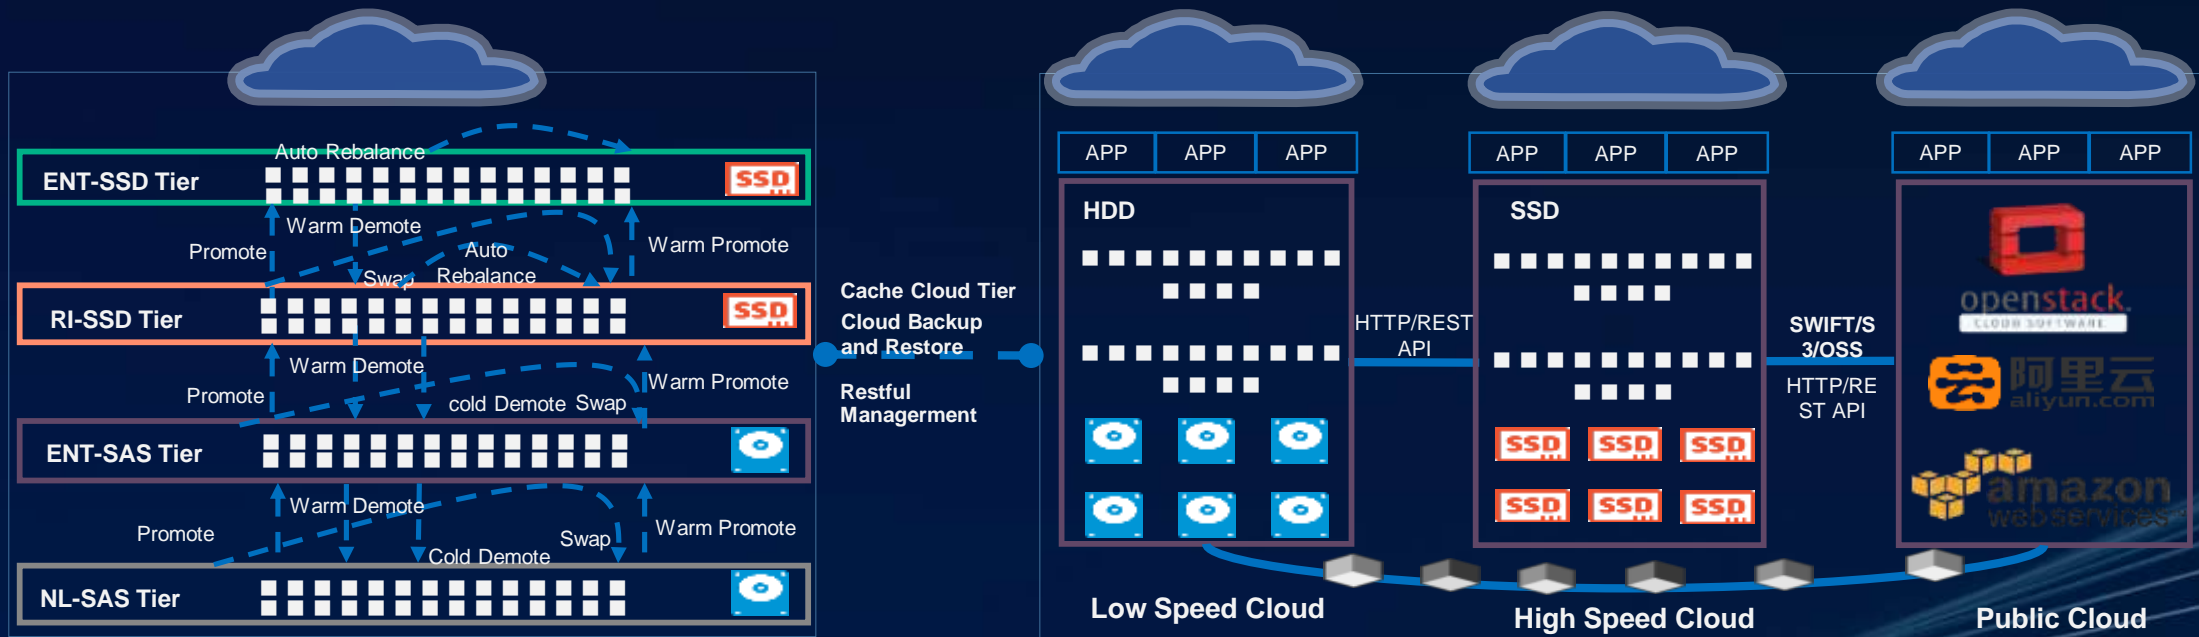 Auto Rebalance
ENT-SSD Tier
SSD
Warm Demote
Promote
Auto
Rebalance
Warm Promote
Swap
RI-SSD Tier
SSD
Warm Demote
Promote
cold Demote
Swap
Warm Promote
ENT-SAS Tier
Warm Demote
Promote
Cold Demote
Swap
Warm Promote
NL-SAS Tier
Cache Cloud Tier
Cloud Backup
and Restore
Restful
Managerment
APP
APP
APP
HDD
Low Speed Cloud
HTTP/REST
API
APP
APP
APP
SSD
SSD
SSD
SSD
SSD
SSD
SSD
High Speed Cloud
SWIFT/S
3/OSS
HTTP/RE
ST API
APP
APP
APP
openstack.
CLOUD SOFTWARE
阿里云
aliyun.com
amazon
webservices
Public Cloud